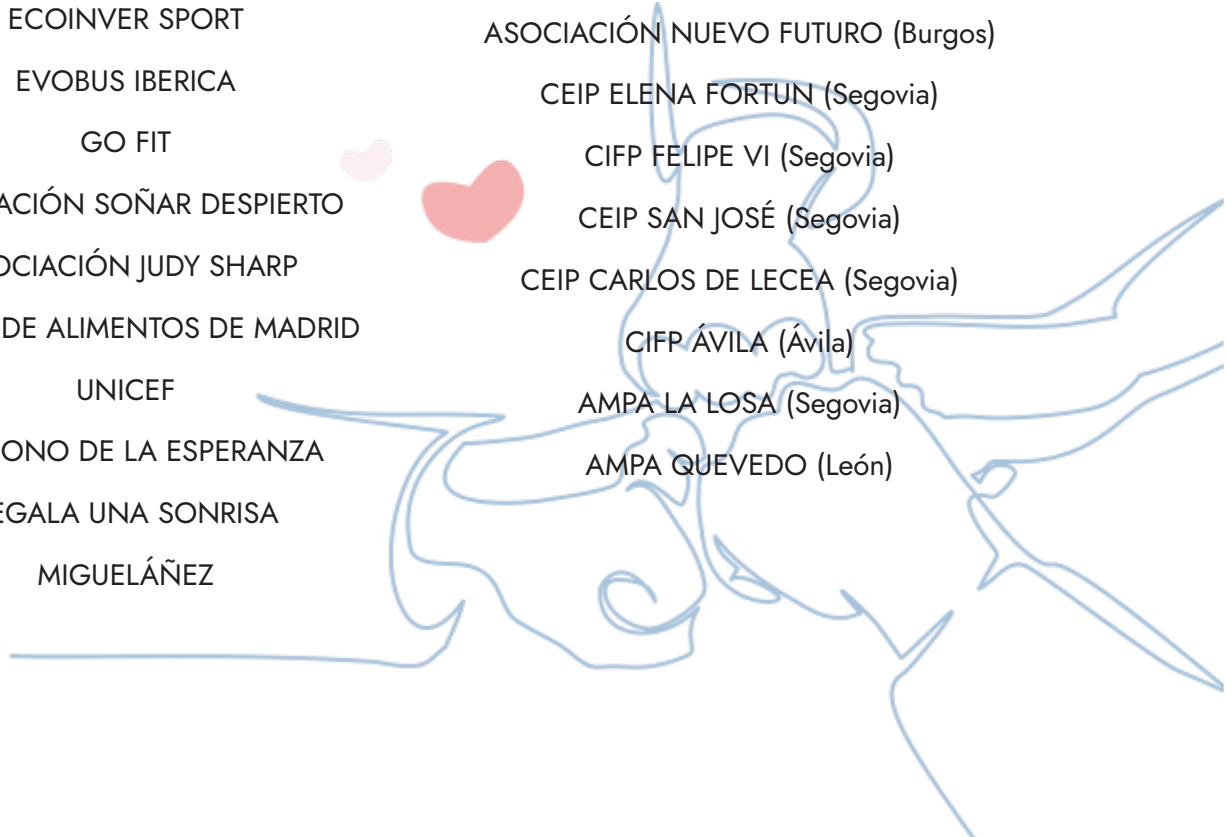 ECOINVER SPORT
EVOBUS IBERICA
GO FIT
ACIÓN SOÑAR DESPIERTO
OCIACIÓN JUDY SHARP
DE ALIMENTOS DE MADRID
UNICEF
ONO DE LA ESPERANZA
EGALA UNA SONRISA
MIGUELÁÑEZ
ASOCIACIÓN NUEVO FUTURO (Burgos)
CEIP ELENA FORTUN (Segovia)
CIFP FELIPE VI (Segovia)
CEIP SAN JOSÉ (Segovia)
CEIP CARLOS DE LECEA (Segovia)
CIFP ÁVILA (Ávila)
AMPA LA LOSA (Segovia)
AMPA QUEVEDO (León)